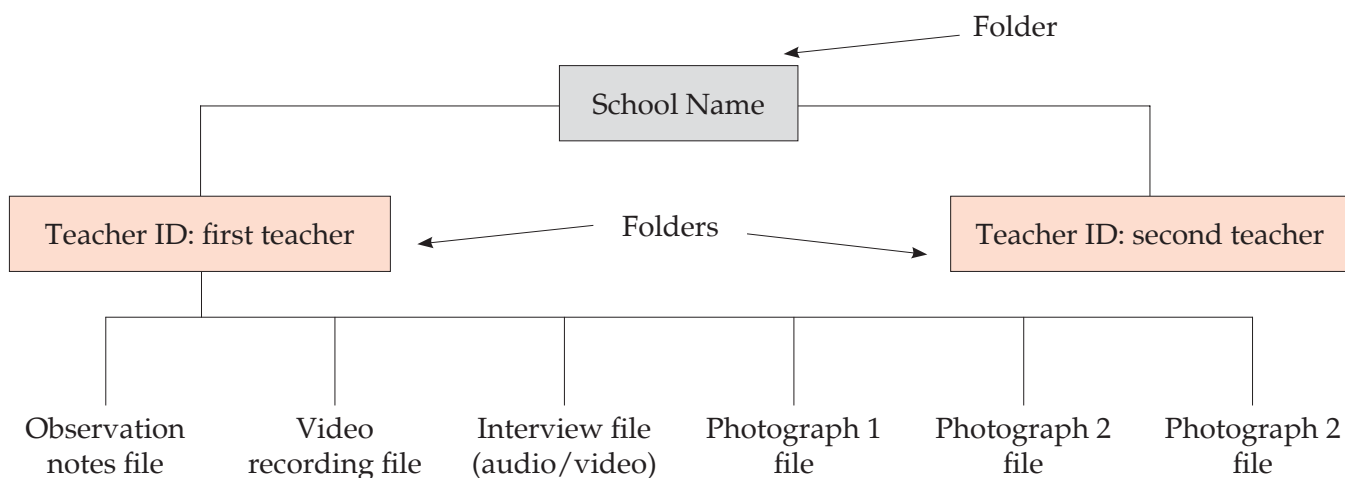 Folder
School Name
Teacher ID: first teacher
Folders
Teacher ID: second teacher
Observation
notes file
Video
recording file
Interview file
(audio/video)
Photograph 1
file
Photograph 2
file
Photograph 2
file